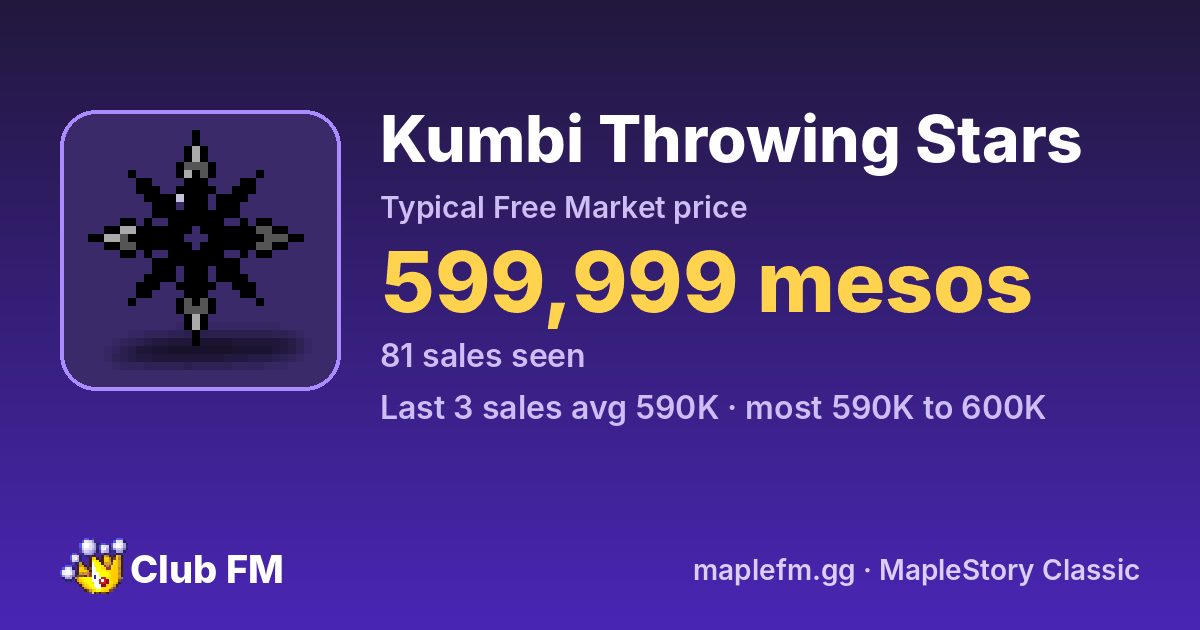 Kumbi Throwing Stars
Typical Free Market price
599,999 mesos
81 sales seen
Last 3 sales avg 590K · most 590K to 600K
Club FM
maplefm.gg · MapleStory Classic